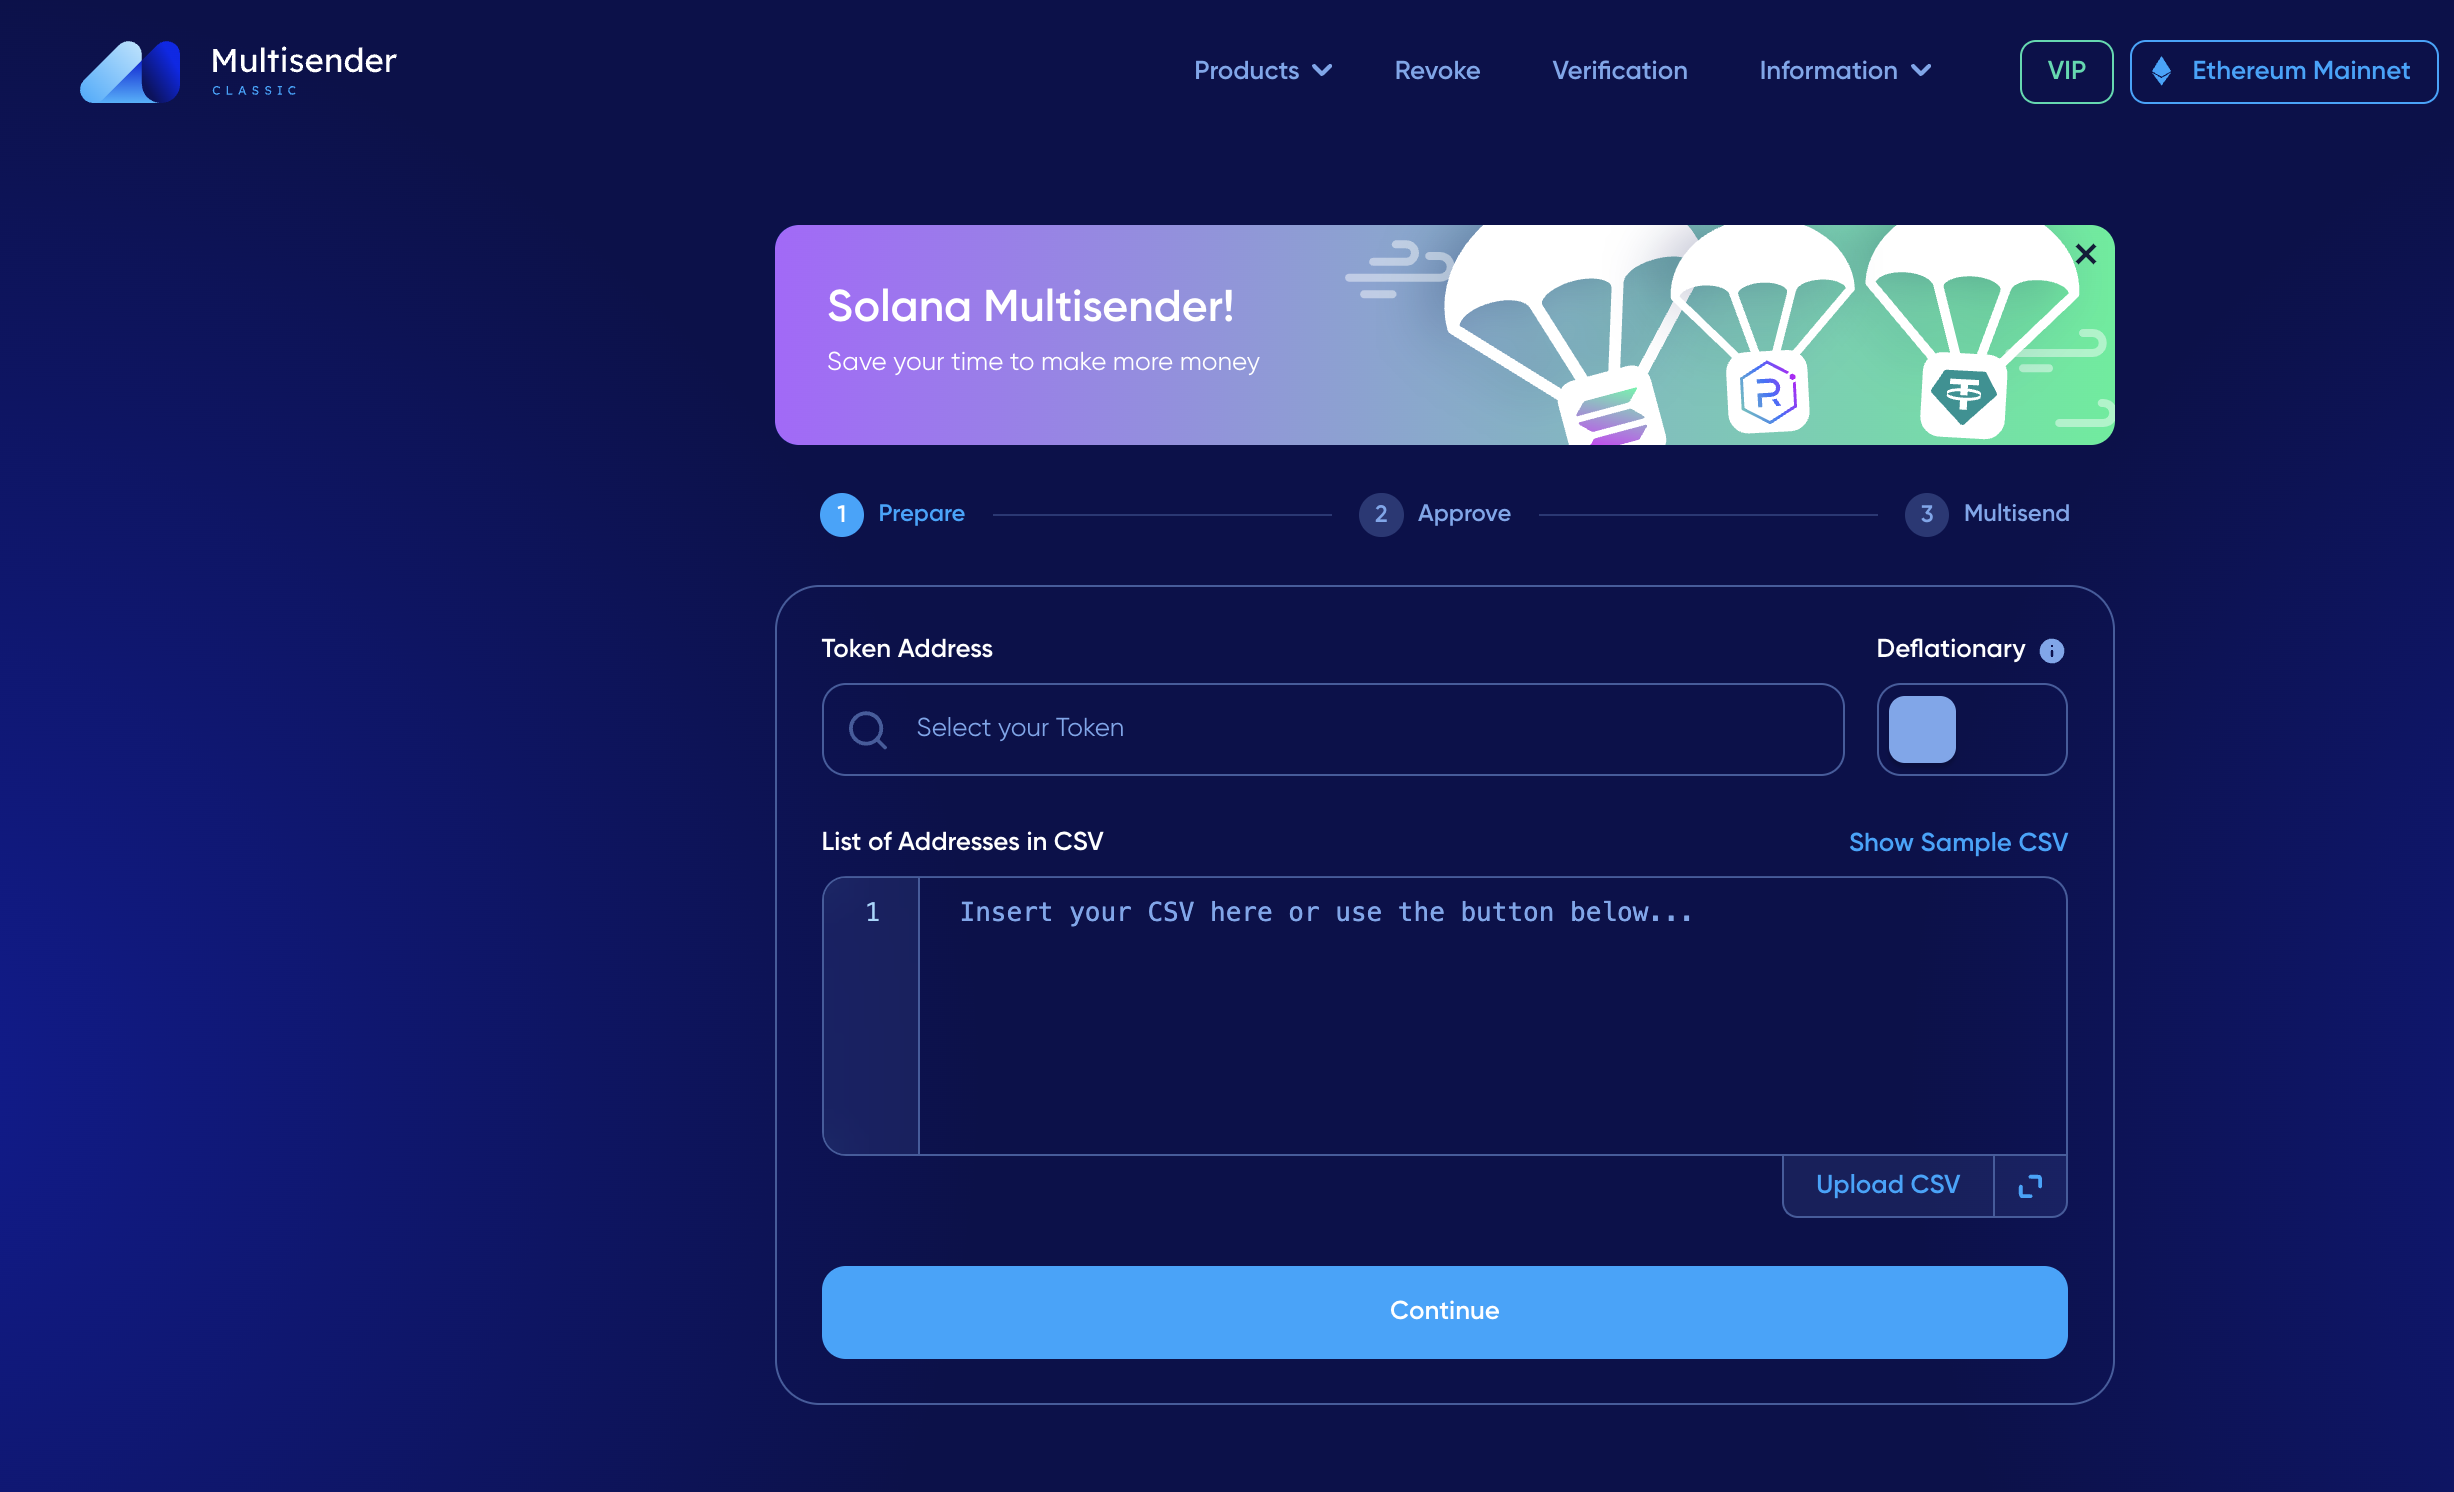 Multisender
CLASSIC
Products
Revoke
Verification
Information
VIP
Ethereum Mainnet
Solana Multisender!
Save your time to make more money
1 Prepare
2 Approve
3 Multisend
Token Address
Deflationary
Select your Token
List of Addresses in CSV
Show Sample CSV
1 Insert your CSV here or use the button below...
Upload CSV
Continue